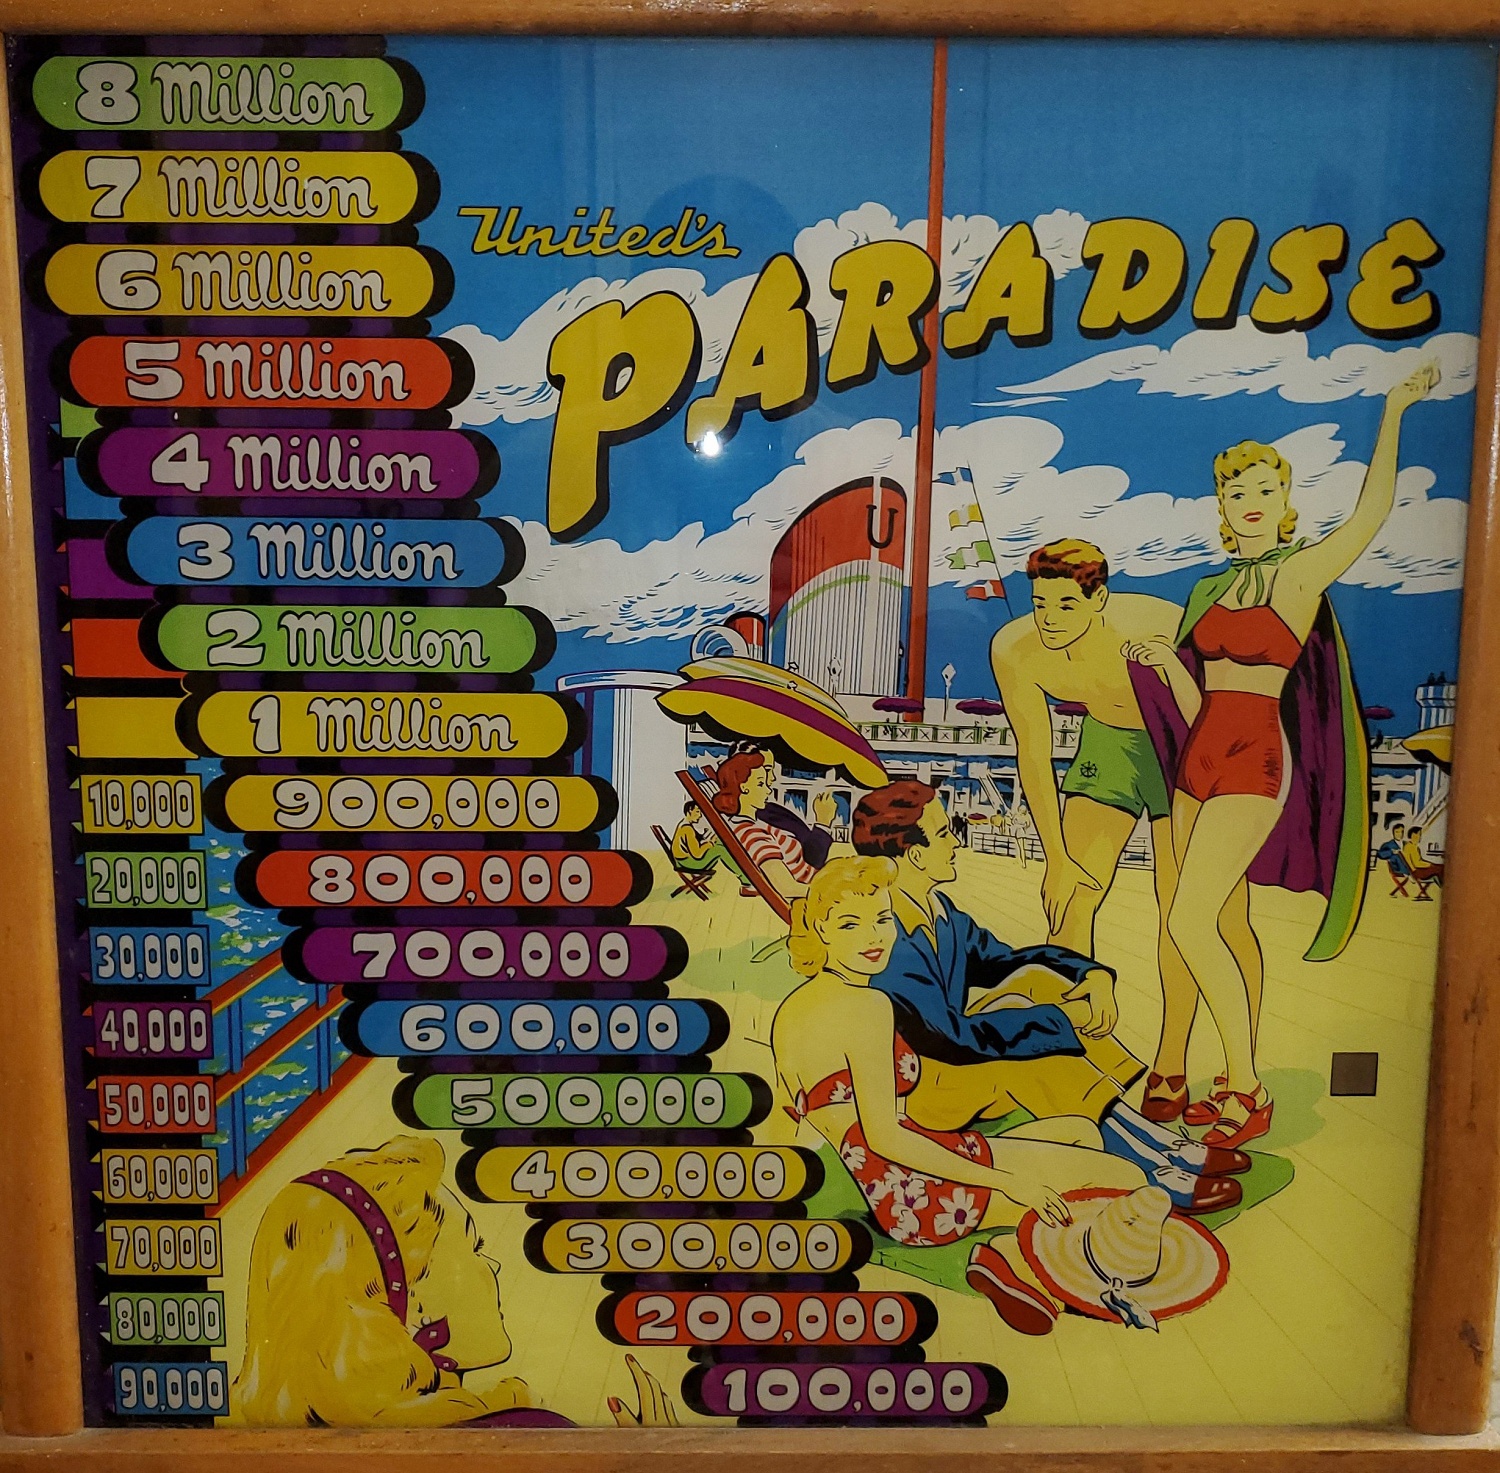 8 Million
7 Million
6 Million
5 Million
4 Million
3 Million
2 Million
1 Million
900,000
800,000
700,000
600,000
500,000
400,000
300,000
200,000
100,000
10,000
20,000
30,000
40,000
50,000
60,000
70,000
80,000
90,000
United's
PARADISE
U